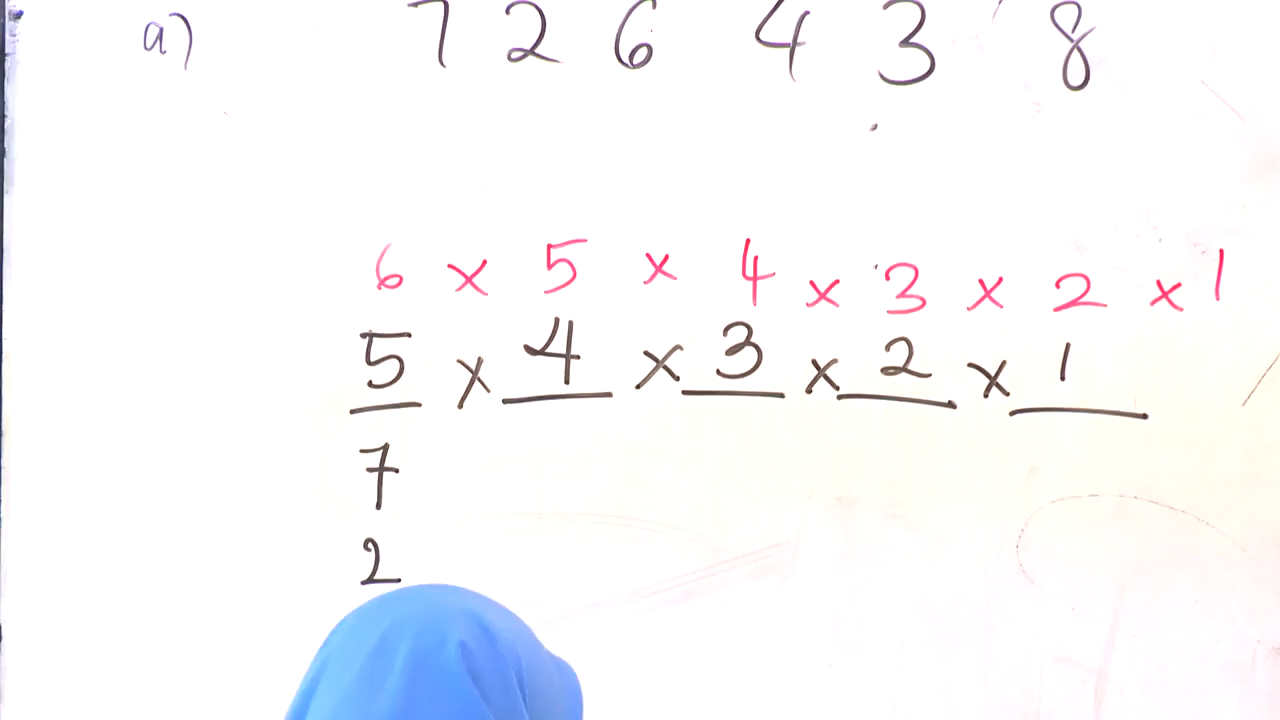 a) 7 2 6 4 3 8
6 × 5 × 4 × 3 × 2 × 1
5 × 4 × 3 × 2 × 1
7
2